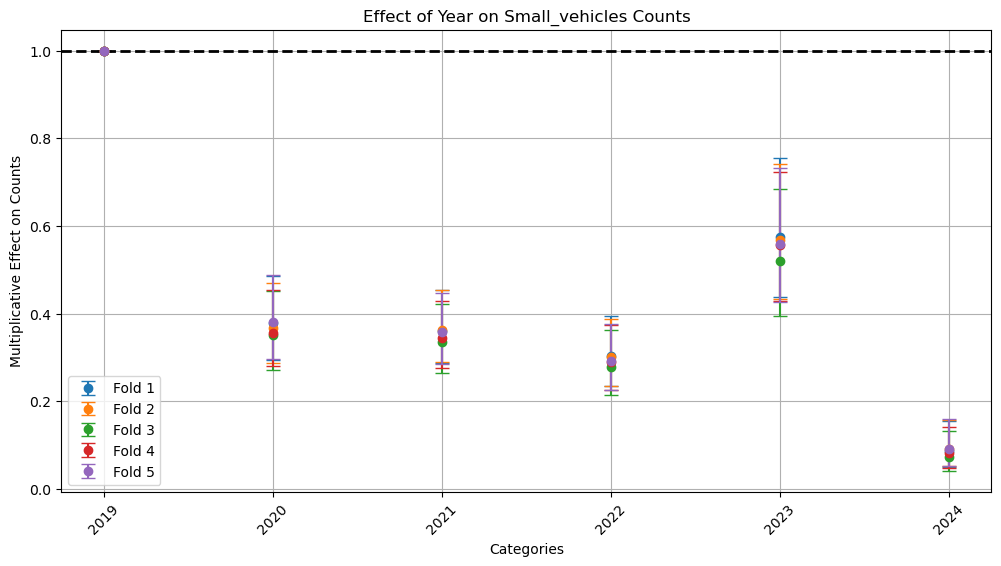 Effect of Year on Small_vehicles Counts
Multiplicative Effect on Counts
1.0
0.8
0.6
0.4
0.2
0.0
Fold 1
Fold 2
Fold 3
Fold 4
Fold 5
2019
2020
2021
2022
2023
2024
Categories